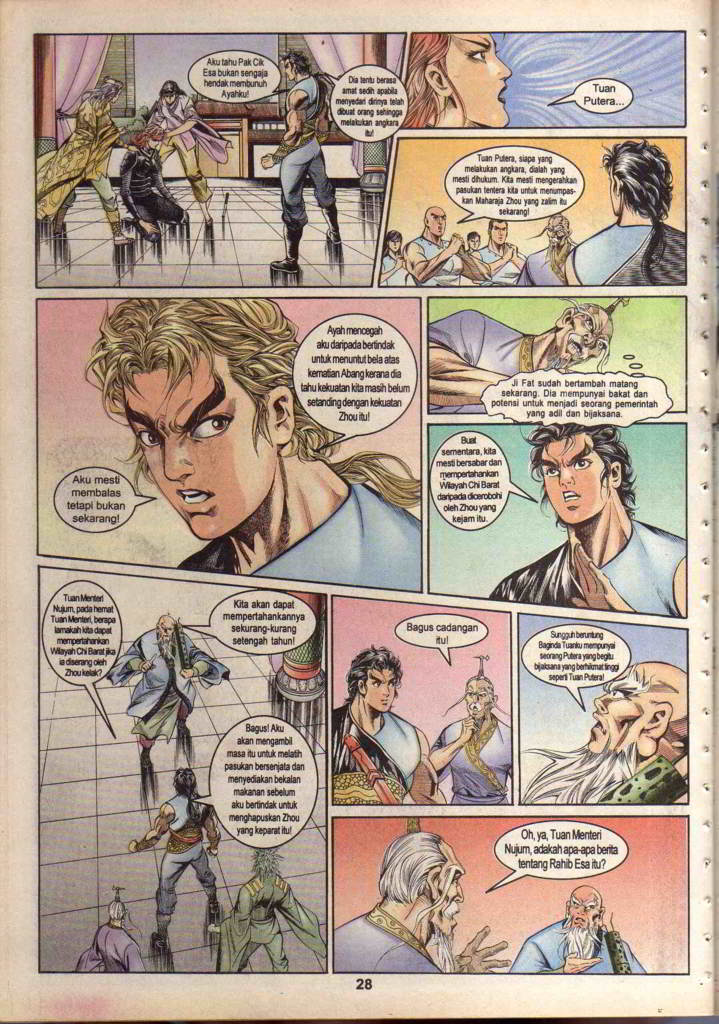 Aku tahu Pak Cik
Esa bukan sengaja
hendak membunuh
Ayahku!
Dia tentu berasa
amat sedih apabila
menyedari dirinya telah
dibuat orang sehingga
melakukan angkara
itu!
Tuan
Putera...
Tuan Putera, siapa yang
melakukan angkara, dialah yang
mesti dihukum. Kita mesti mengerahkan
pasukan tentera kita untuk menumpas-
kan Maharaja Zhou yang zalim itu
sekarang!
Ayah mencegah
aku daripada bertindak
untuk menuntut bela atas
kematian Abang kerana dia
tahu kekuatan kita masih belum
setanding dengan kekuatan
Zhou itu!
Aku mesti
membalas
tetapi bukan
sekarang!
Ji Fat sudah bertambah matang
sekarang. Dia mempunyai bakat dan
potensi untuk menjadi seorang pemerintah
yang adil dan bijaksana.
Buat
sementara, kita
mesti bersabar dan
mempertahankan
Wilayah Chi Barat
daripada dicerobohi
oleh Zhou yang
kejam itu.
Tuan Menteri
Nujum, pada hemat
Tuan Menteri, berapa
lamakah kita dapat
mempertahankan
Wilayah Chi Barat jika
ia diserang oleh
Zhou kelak?
Kita akan dapat
mempertahankannya
sekurang-kurang
setengah tahun!
Bagus! Aku
akan mengambil
masa itu untuk melatih
pasukan bersenjata dan
menyediakan bekalan
makanan sebelum
aku bertindak untuk
menghapuskan Zhou
yang keparat itu!
Bagus cadangan
itu!
Sungguh beruntung
Baginda Tuanku mempunyai
seorang Putera yang begitu
bijaksana yang berhikmat tinggi
seperti Tuan Putera!
Oh, ya, Tuan Menteri
Nujum, adakah apa-apa berita
tentang Rahib Esa itu?
28